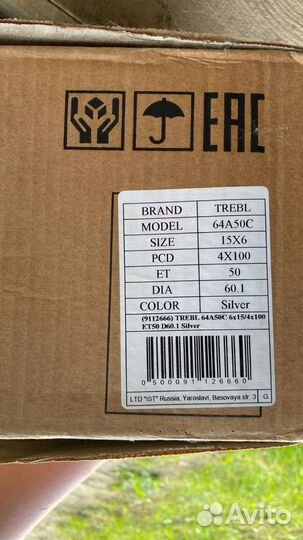 EAC
BRAND TREBL
MODEL 64A50C
SIZE 15X6
PCD 4X100
ET 50
DIA 60.1
COLOR Silver
(9112666) TREBL 64A50C 6x15/4x100
ET50 D60.1 Silver
0 500091 126660
LTD "IST" Russia, Yaroslavl, Basovaya str. 3 G
Avito